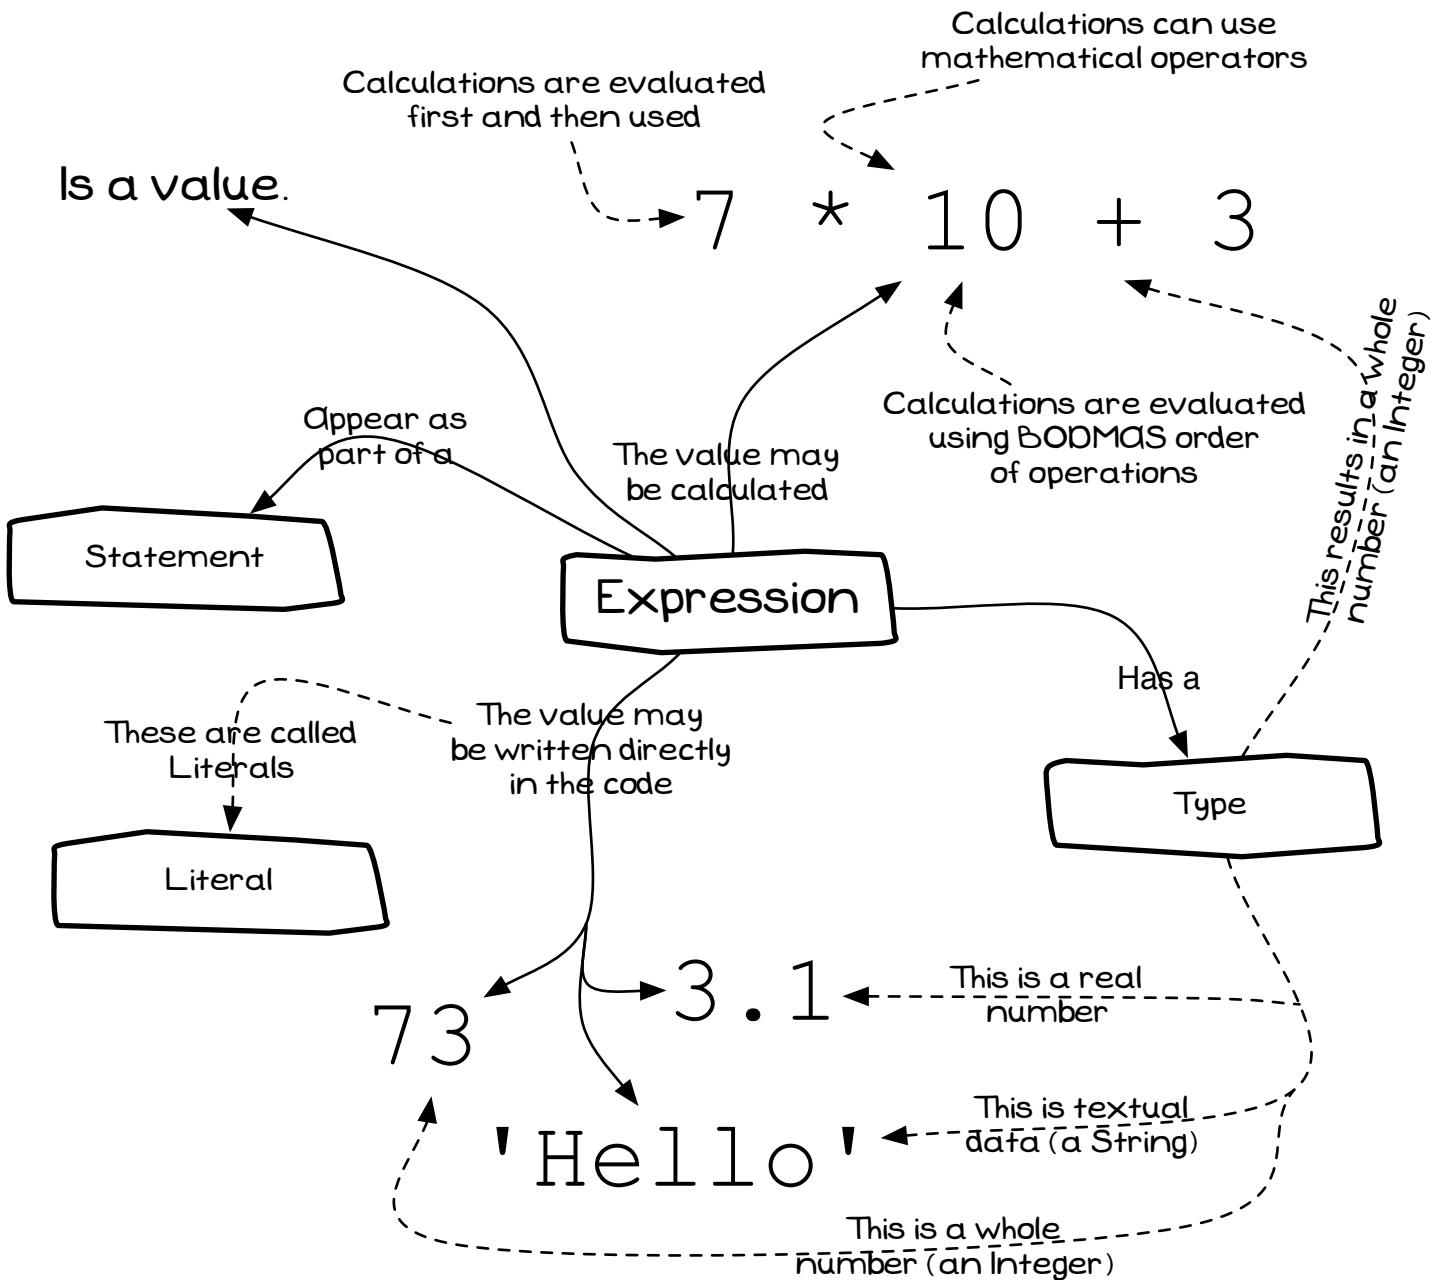 Calculations can use
mathematical operators
Calculations are evaluated
first and then used
Is a value.
7 * 10 + 3
This results in a whole
number (an Integer)
Calculations are evaluated
using BODMAS order
of operations
Appear as
part of a
The value may
be calculated
Statement
Expression
Has a
These are called
Literals
The value may
be written directly
in the code
Type
Literal
3.1
This is a real
number
73
'Hello'
This is textual
data (a String)
This is a whole
number (an Integer)